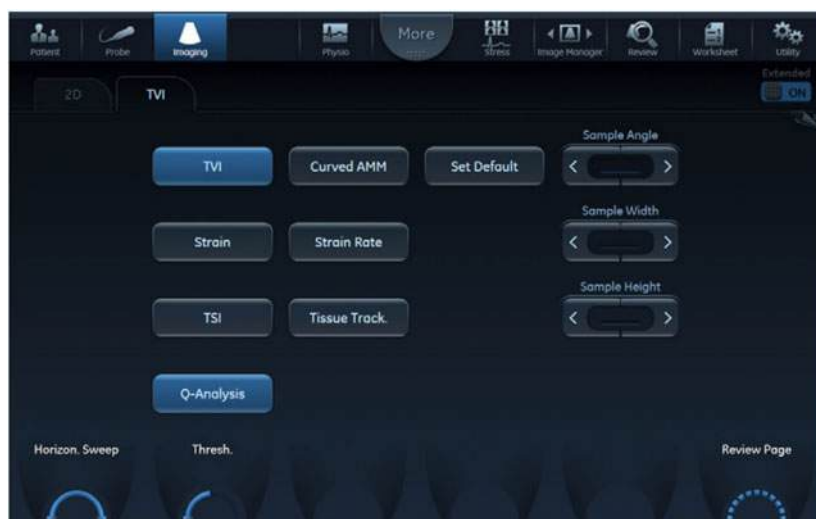 Patient Probe Imaging Physio More Stress Image Manager Review Worksheet Utility
Extended
ON
2D TVI
Sample Angle
TVI Curved AMM Set Default
Sample Width
Strain Strain Rate
Sample Height
TSI Tissue Track.
Q-Analysis
Horizon. Sweep Thresh. Review Page